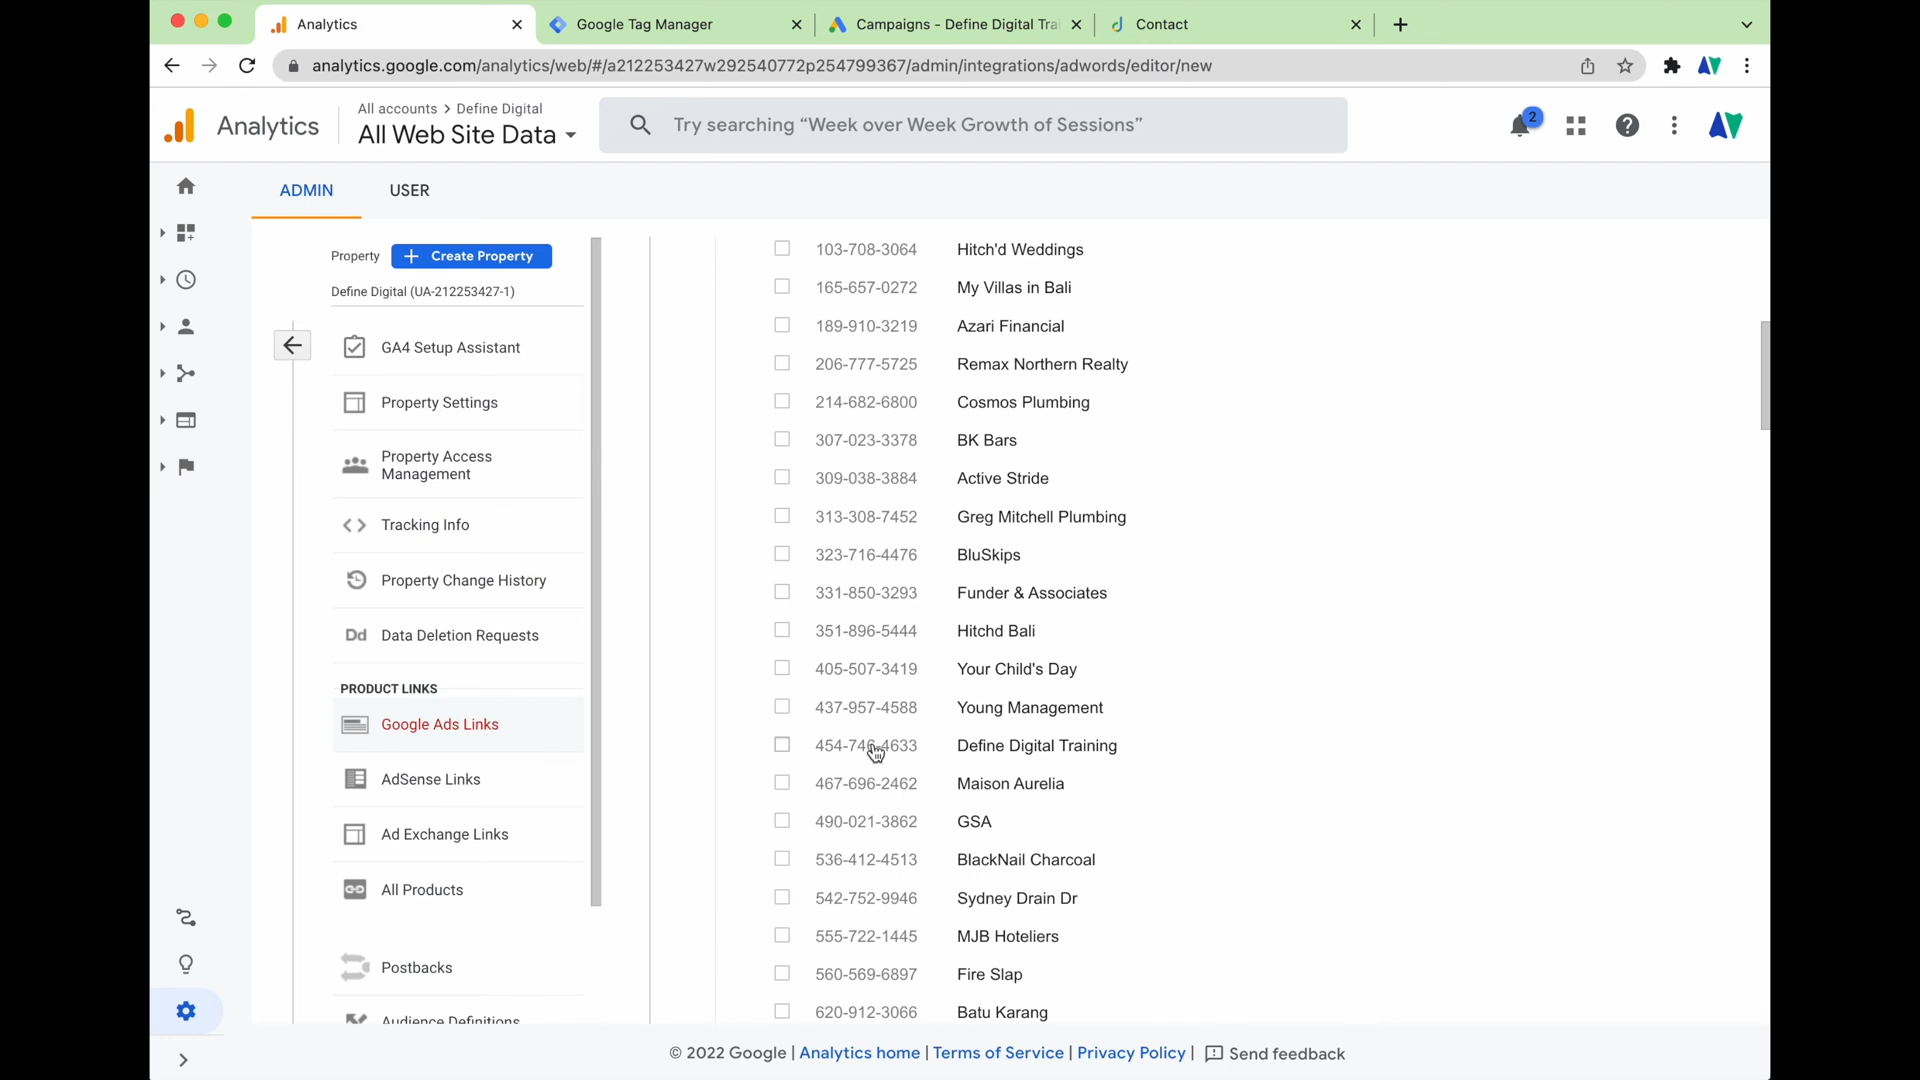 Analytics
Google Tag Manager
Campaigns - Define Digital Trai
Contact
analytics.google.com/analytics/web/#/a212253427w292540772p254799367/admin/integrations/adwords/editor/new
Analytics
All accounts > Define Digital
All Web Site Data
Try searching “Week over Week Growth of Sessions”
2
ADMIN
USER
Property
+ Create Property
Define Digital (UA-212253427-1)
GA4 Setup Assistant
Property Settings
Property Access
Management
Tracking Info
Property Change History
Dd Data Deletion Requests
PRODUCT LINKS
Google Ads Links
AdSense Links
Ad Exchange Links
All Products
Postbacks
Audience Definitions
103-708-3064 Hitch'd Weddings
165-657-0272 My Villas in Bali
189-910-3219 Azari Financial
206-777-5725 Remax Northern Realty
214-682-6800 Cosmos Plumbing
307-023-3378 BK Bars
309-038-3884 Active Stride
313-308-7452 Greg Mitchell Plumbing
323-716-4476 BluSkips
331-850-3293 Funder & Associates
351-896-5444 Hitchd Bali
405-507-3419 Your Child's Day
437-957-4588 Young Management
454-746-4633 Define Digital Training
467-696-2462 Maison Aurelia
490-021-3862 GSA
536-412-4513 BlackNail Charcoal
542-752-9946 Sydney Drain Dr
555-722-1445 MJB Hoteliers
560-569-6897 Fire Slap
620-912-3066 Batu Karang
© 2022 Google | Analytics home | Terms of Service | Privacy Policy | Send feedback